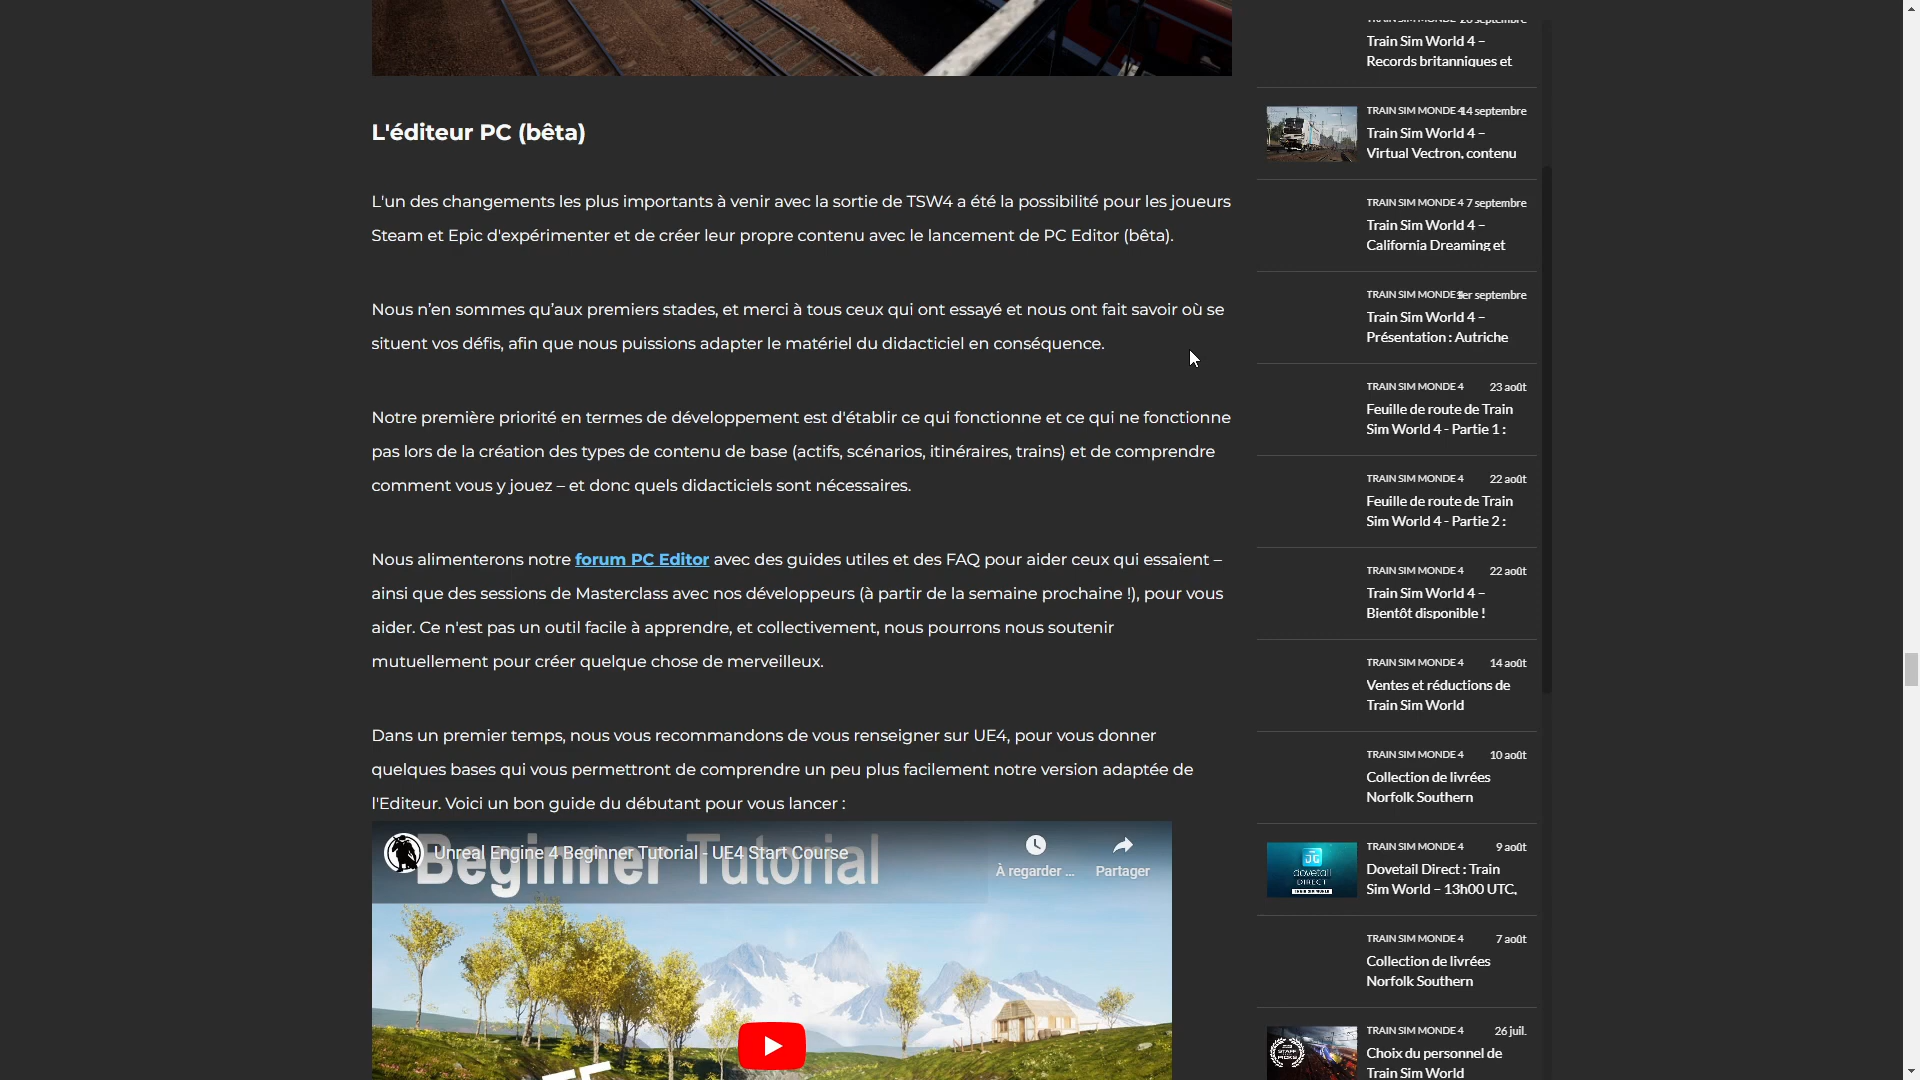 L'éditeur PC (bêta)
L'un des changements les plus importants à venir avec la sortie de TSW4 a été la possibilité pour les joueurs
Steam et Epic d'expérimenter et de créer leur propre contenu avec le lancement de PC Editor (bêta).
Nous n’en sommes qu’aux premiers stades, et merci à tous ceux qui ont essayé et nous ont fait savoir où se
situent vos défis, afin que nous puissions adapter le matériel du didacticiel en conséquence.
Notre première priorité en termes de développement est d'établir ce qui fonctionne et ce qui ne fonctionne
pas lors de la création des types de contenu de base (actifs, scénarios, itinéraires, trains) et de comprendre
comment vous y jouez – et donc quels didacticiels sont nécessaires.
Nous alimenterons notre forum PC Editor avec des guides utiles et des FAQ pour aider ceux qui essaient –
ainsi que des sessions de Masterclass avec nos développeurs (à partir de la semaine prochaine !), pour vous
aider. Ce n'est pas un outil facile à apprendre, et collectivement, nous pourrons nous soutenir
mutuellement pour créer quelque chose de merveilleux.
Dans un premier temps, nous vous recommandons de vous renseigner sur UE4, pour vous donner
quelques bases qui vous permettront de comprendre un peu plus facilement notre version adaptée de
l'Editeur. Voici un bon guide du débutant pour vous lancer :
Beginner Tutorial
Unreal Engine 4 Beginner Tutorial - UE4 Start Course
À regarder ...
Partager
TRAIN SIM MONDE 4 20 septembre
Train Sim World 4 –
Records britanniques et
TRAIN SIM MONDE 4 14 septembre
Train Sim World 4 –
Virtual Vectron, contenu
TRAIN SIM MONDE 4 7 septembre
Train Sim World 4 –
California Dreaming et
TRAIN SIM MONDE 4 1er septembre
Train Sim World 4 –
Présentation : Autriche
TRAIN SIM MONDE 4 23 août
Feuille de route de Train
Sim World 4 - Partie 1 :
TRAIN SIM MONDE 4 22 août
Feuille de route de Train
Sim World 4 - Partie 2 :
TRAIN SIM MONDE 4 22 août
Train Sim World 4 –
Bientôt disponible !
TRAIN SIM MONDE 4 14 août
Ventes et réductions de
Train Sim World
TRAIN SIM MONDE 4 10 août
Collection de livrées
Norfolk Southern
dovetail
DIRECT
TRAIN SIM MONDE 4 9 août
Dovetail Direct : Train
Sim World – 13h00 UTC,
TRAIN SIM MONDE 4 7 août
Collection de livrées
Norfolk Southern
STAFF
PICKS
TRAIN SIM MONDE 4 26 juil.
Choix du personnel de
Train Sim World